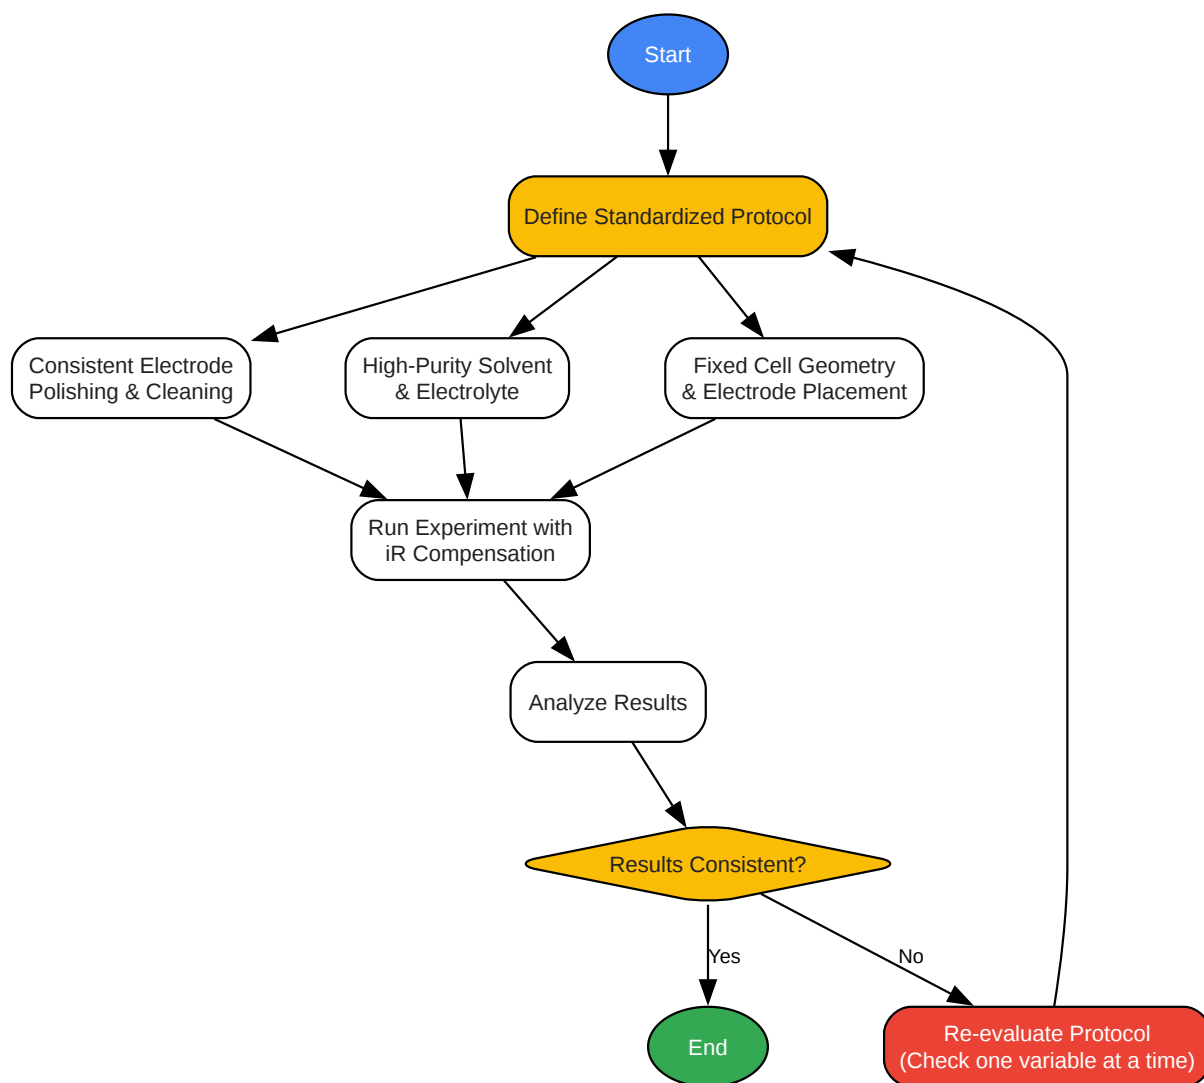 Start
Define Standardized Protocol
Consistent Electrode
Polishing & Cleaning
High-Purity Solvent
& Electrolyte
Fixed Cell Geometry
& Electrode Placement
Run Experiment with
iR Compensation
Analyze Results
Results Consistent?
Yes
No
End
Re-evaluate Protocol
(Check one variable at a time)